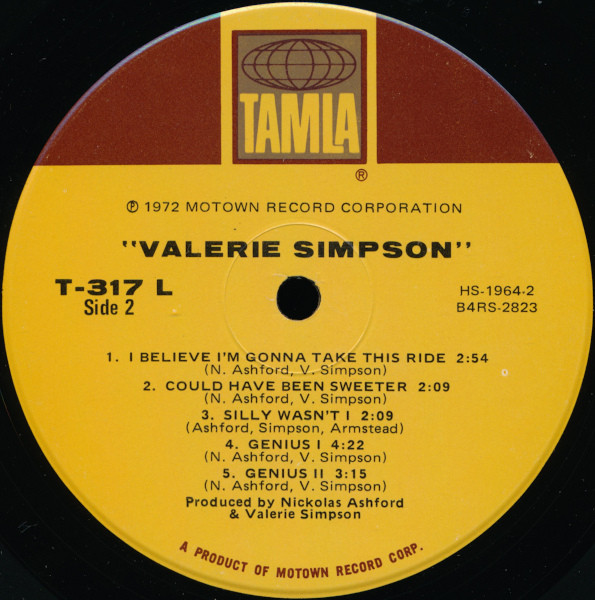 TAMLA
®
℗ 1972 MOTOWN RECORD CORPORATION
"VALERIE SIMPSON"
T-317 L
Side 2
HS-1964-2
B4RS-2823
1. I BELIEVE I'M GONNA TAKE THIS RIDE 2:54
(N. Ashford, V. Simpson)
2. COULD HAVE BEEN SWEETER 2:09
(N. Ashford, V. Simpson)
3. SILLY WASN'T I 2:09
(Ashford, Simpson, Armstead)
4. GENIUS I 4:22
(N. Ashford, V. Simpson)
5. GENIUS II 3:15
(N. Ashford, V. Simpson)
Produced by Nickolas Ashford
& Valerie Simpson
A PRODUCT OF MOTOWN RECORD CORP.